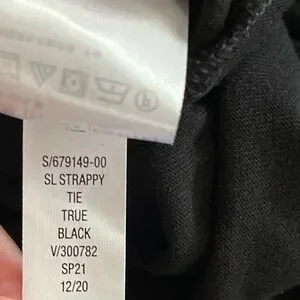 S/679149-00
SL STRAPPY
TIE
TRUE
BLACK
V/300782
SP21
12/20